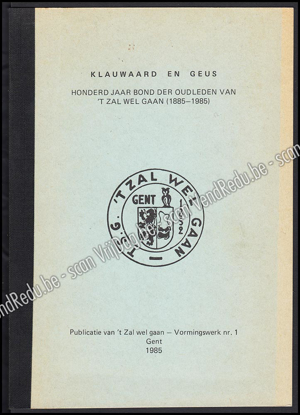 KLAUWAARD EN GEUS
HONDERD JAAR BOND DER OUDLEDEN VAN
'T ZAL WEL GAAN (1885–1985)
T.S.G. 'T ZAL WEL GAAN
GENT
1852
Publicatie van 't Zal wel gaan — Vormingswerk nr. 1
Gent
1985